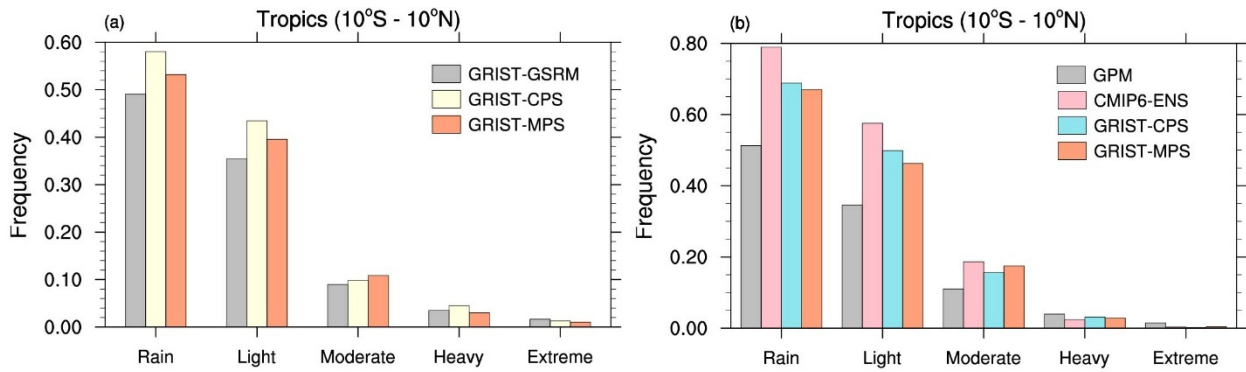 (a) Tropics (10°S - 10°N)
Frequency
0.60
0.50
0.40
0.30
0.20
0.10
0.00
GRIST-GSRM
GRIST-CPS
GRIST-MPS
Rain Light Moderate Heavy Extreme
(b) Tropics (10°S - 10°N)
Frequency
0.80
0.60
0.40
0.20
0.00
GPM
CMIP6-ENS
GRIST-CPS
GRIST-MPS
Rain Light Moderate Heavy Extreme